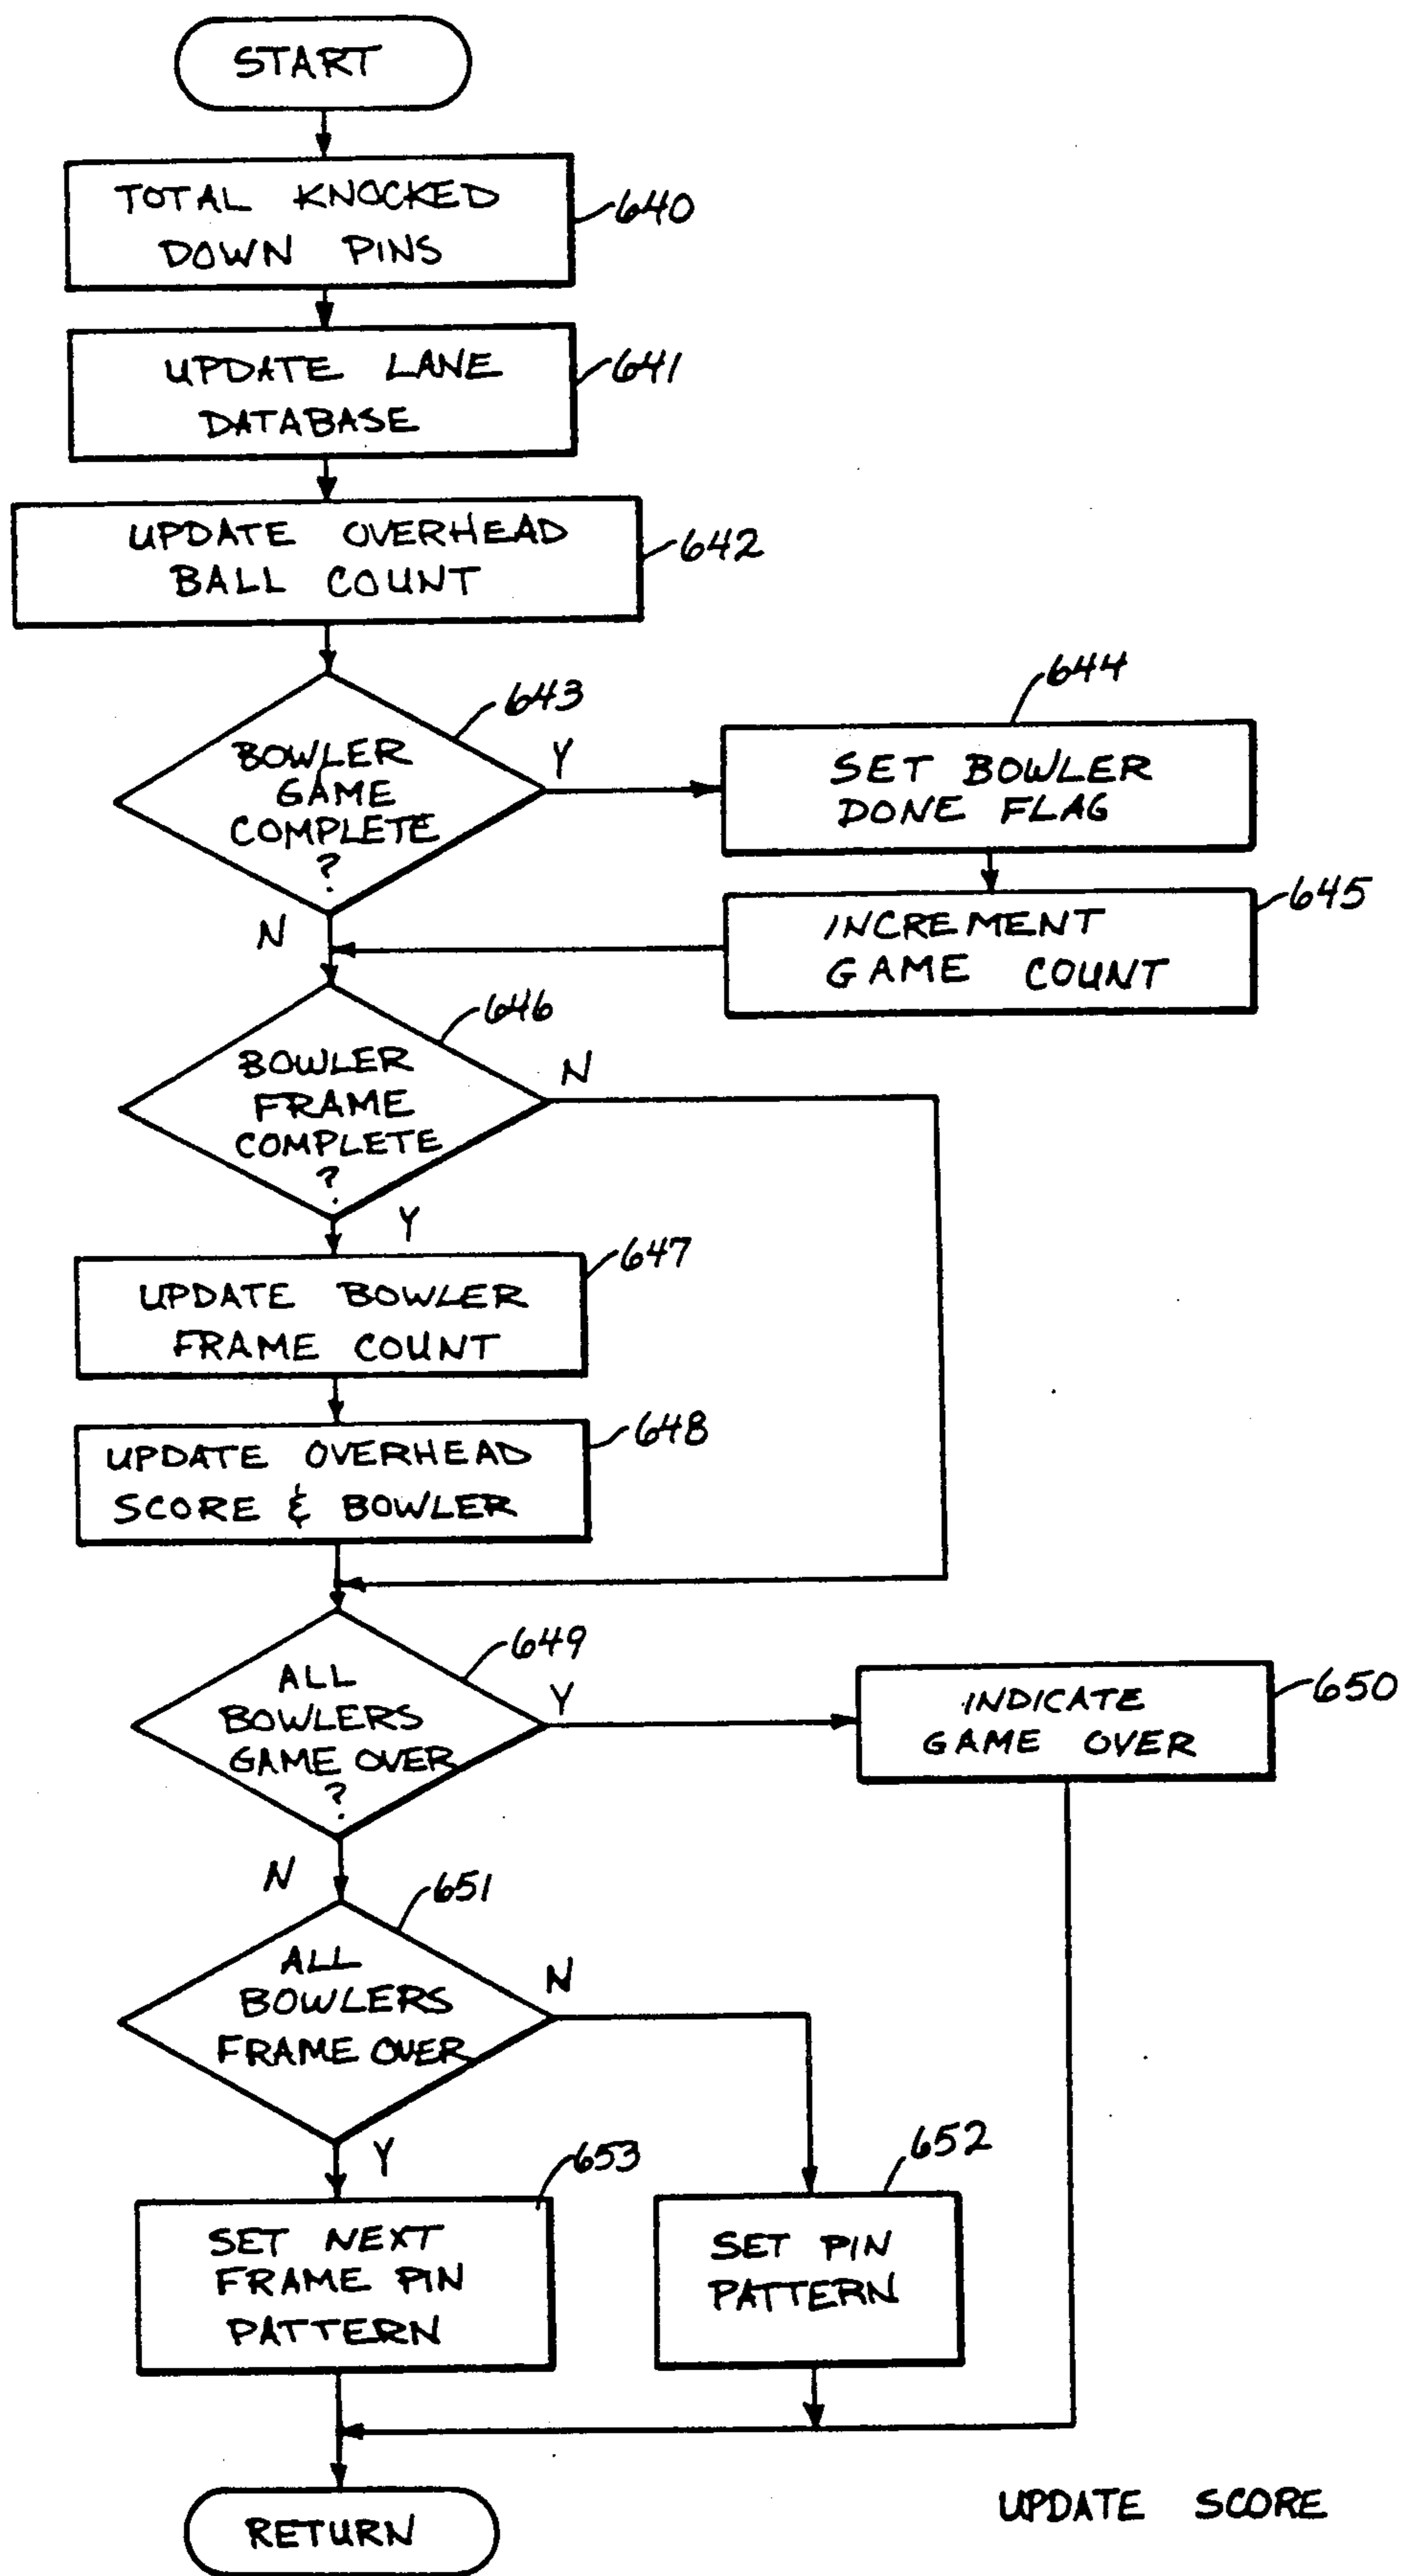 START
TOTAL KNOCKED
DOWN PINS
640
UPDATE LANE
DATABASE
641
UPDATE OVERHEAD
BALL COUNT
642
BOWLER
GAME
COMPLETE
?
643
Y
N
SET BOWLER
DONE FLAG
644
INCREMENT
GAME COUNT
645
BOWLER
FRAME
COMPLETE
?
646
N
Y
UPDATE BOWLER
FRAME COUNT
647
UPDATE OVERHEAD
SCORE & BOWLER
648
ALL
BOWLERS
GAME OVER
?
649
Y
N
INDICATE
GAME OVER
650
ALL
BOWLERS
FRAME OVER
651
N
Y
SET NEXT
FRAME PIN
PATTERN
653
SET PIN
PATTERN
652
RETURN
UPDATE SCORE